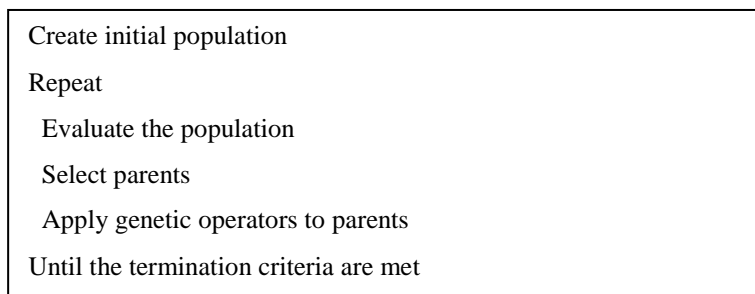 Create initial population
Repeat
Evaluate the population
Select parents
Apply genetic operators to parents
Until the termination criteria are met